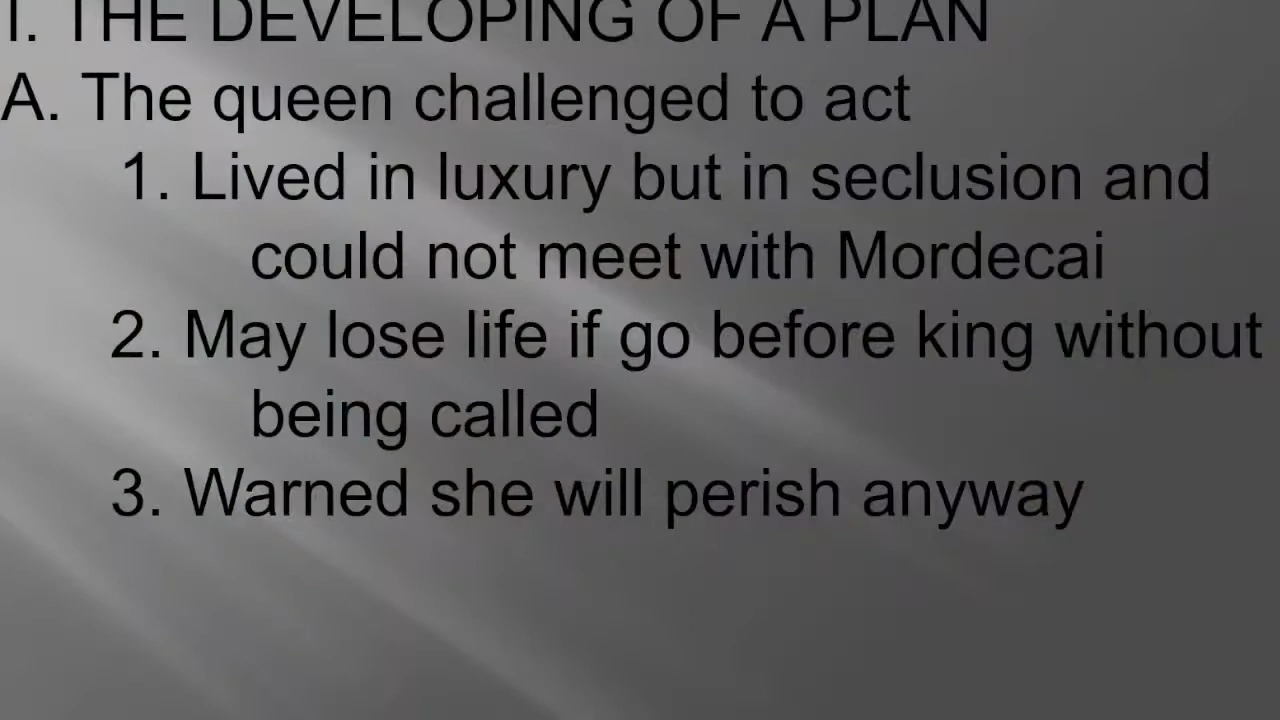 I. THE DEVELOPING OF A PLAN
A. The queen challenged to act
1. Lived in luxury but in seclusion and
could not meet with Mordecai
2. May lose life if go before king without
being called
3. Warned she will perish anyway